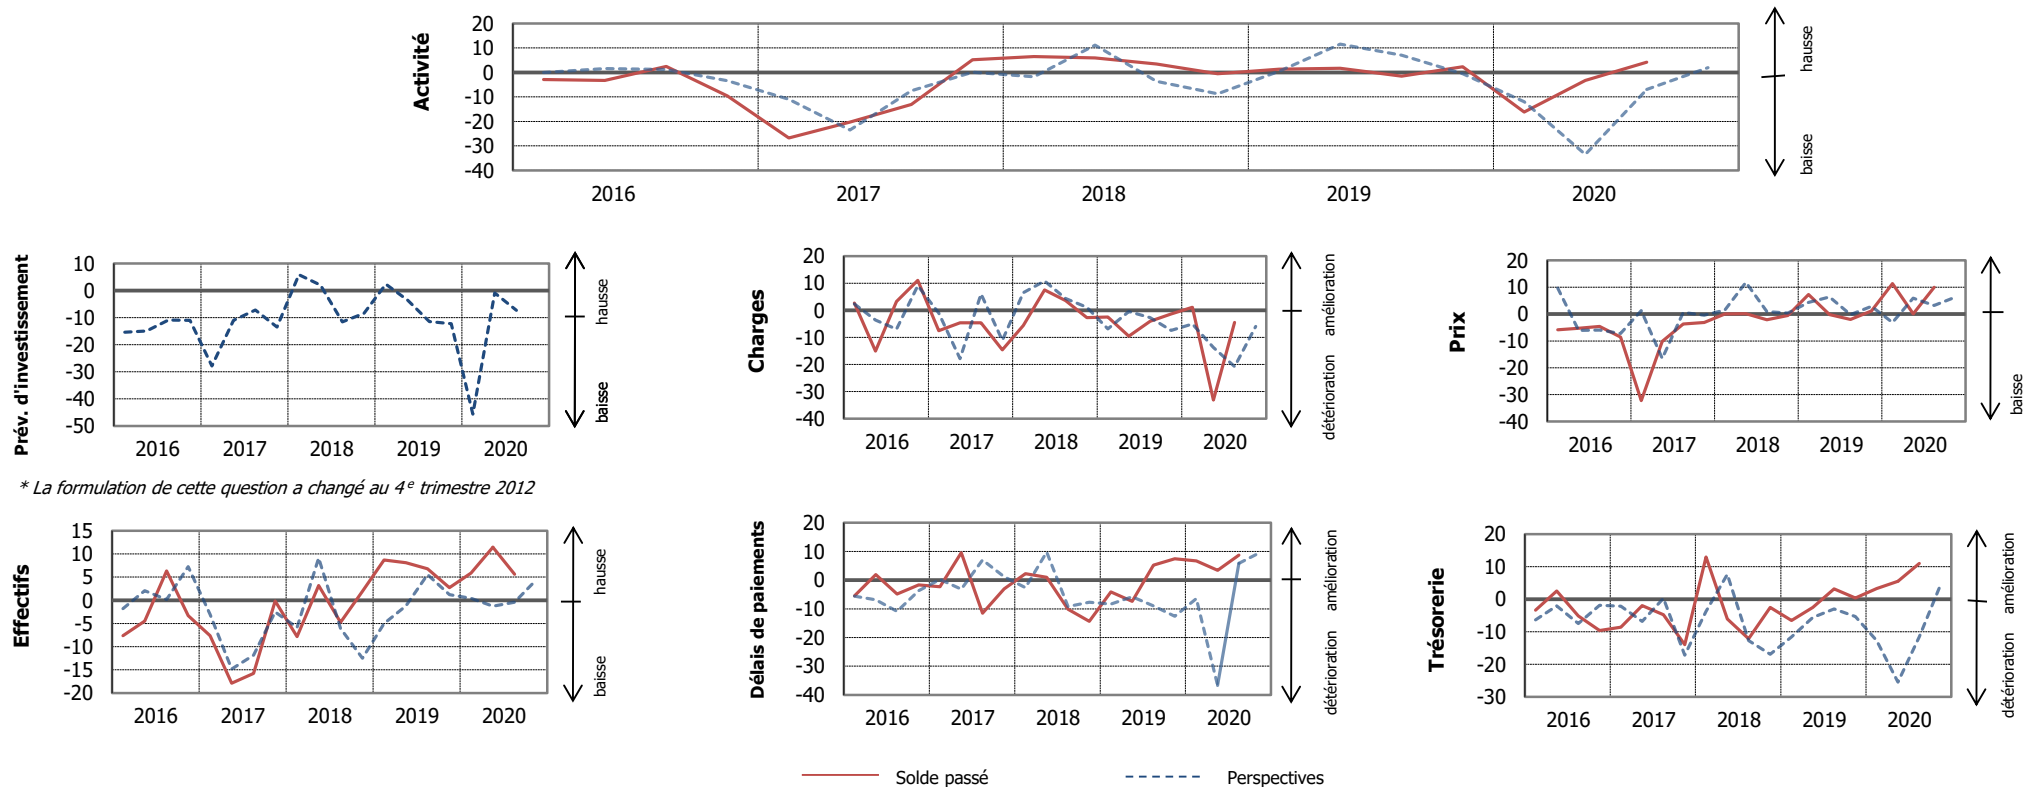 Activité
20
10
0
-10
-20
-30
-40
2016 2017 2018 2019 2020
hausse
baisse
Prév. d'investissement
10
0
-10
-20
-30
-40
-50
2016 2017 2018 2019 2020
hausse
baisse
* La formulation de cette question a changé au 4e trimestre 2012
Charges
20
10
0
-10
-20
-30
-40
2016 2017 2018 2019 2020
amélioration
détérioration
Prix
20
10
0
-10
-20
-30
-40
2016 2017 2018 2019 2020
baisse
Effectifs
15
10
5
0
-5
-10
-15
-20
2016 2017 2018 2019 2020
hausse
baisse
Délais de paiements
20
10
0
-10
-20
-30
-40
2016 2017 2018 2019 2020
amélioration
détérioration
Trésorerie
20
10
0
-10
-20
-30
2016 2017 2018 2019 2020
amélioration
détérioration
Solde passé
Perspectives